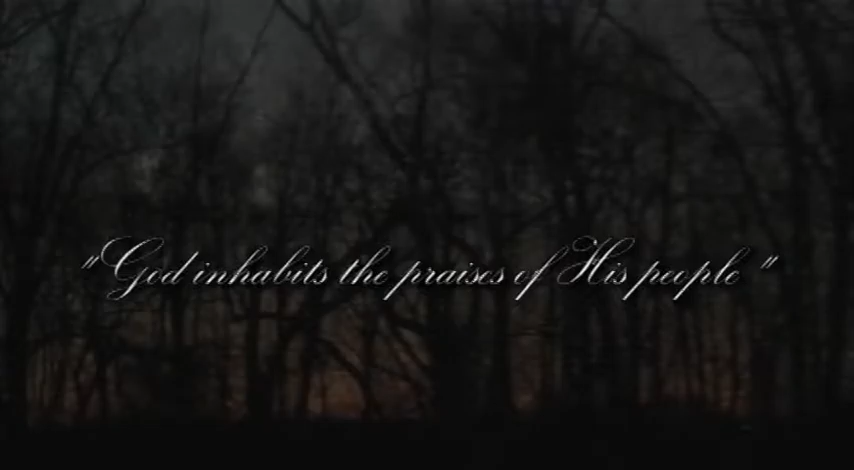 "God inhabits the praises of His people "